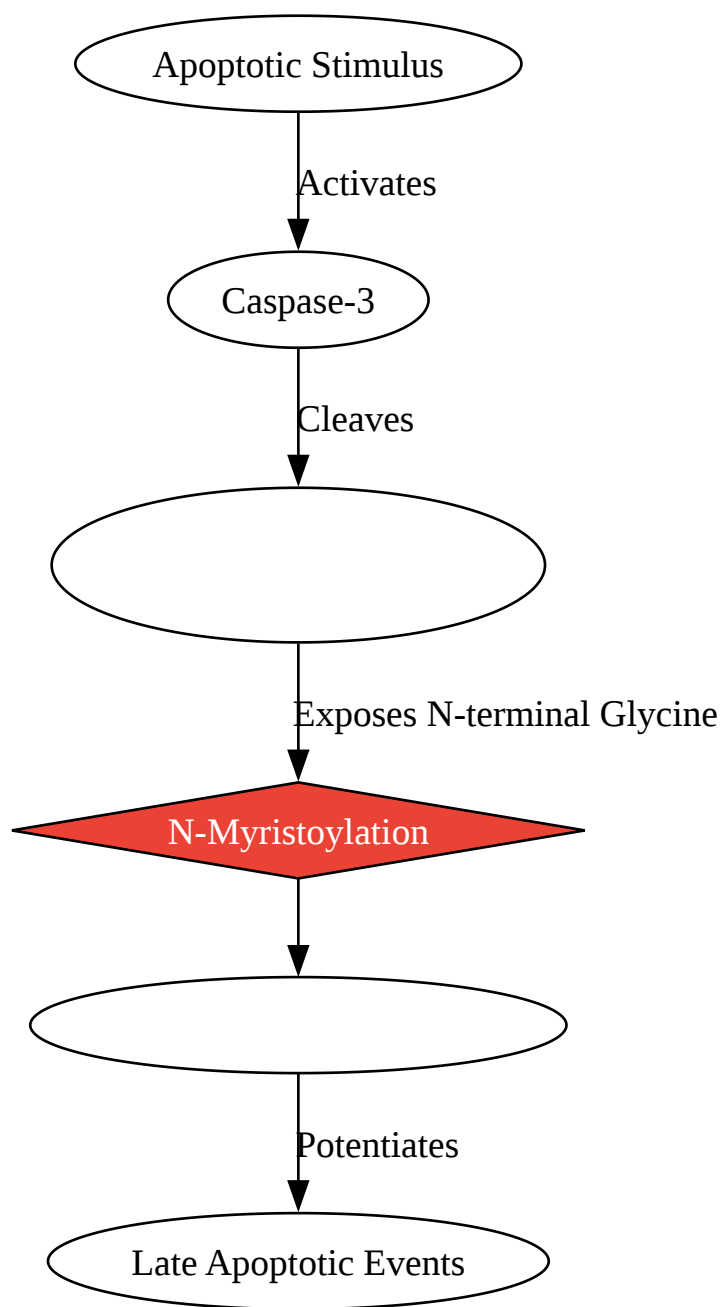 Apoptotic Stimulus
Activates
Caspase-3
Cleaves
Exposes N-terminal Glycine
N-Myristoylation
Potentiates
Late Apoptotic Events